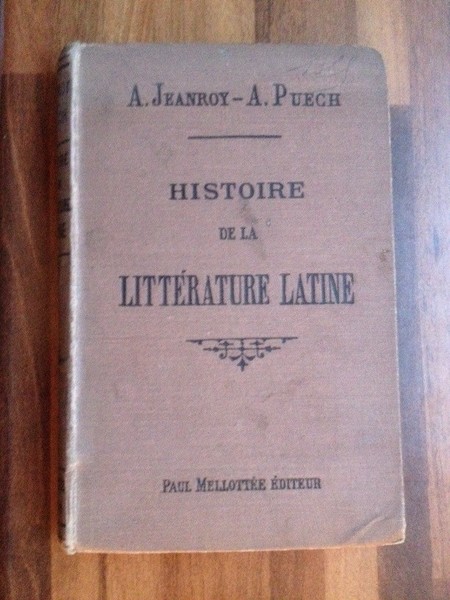 A. JEANROY – A. PUECH
HISTOIRE
DE LA
LITTÉRATURE LATINE
PAUL MELLOTTÉE ÉDITEUR